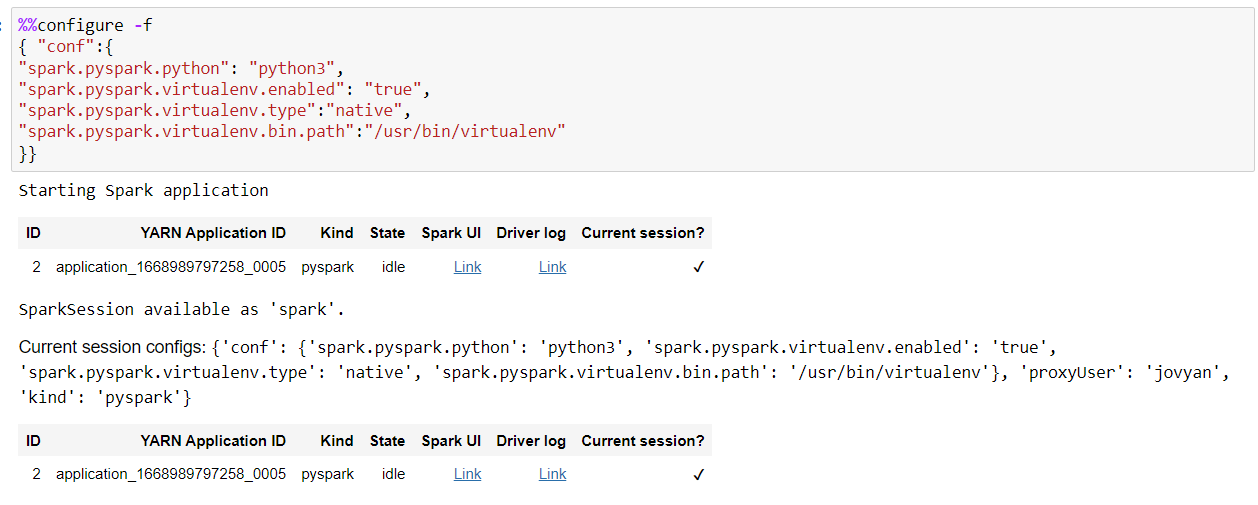 %%configure -f
{ "conf":{
"spark.pyspark.python": "python3",
"spark.pyspark.virtualenv.enabled": "true",
"spark.pyspark.virtualenv.type":"native",
"spark.pyspark.virtualenv.bin.path":"/usr/bin/virtualenv"
}}
Starting Spark application
ID YARN Application ID Kind State Spark UI Driver log Current session?
2 application_1668989797258_0005 pyspark idle Link Link ✓
SparkSession available as 'spark'.
Current session configs: {'conf': {'spark.pyspark.python': 'python3', 'spark.pyspark.virtualenv.enabled': 'true',
'spark.pyspark.virtualenv.type': 'native', 'spark.pyspark.virtualenv.bin.path': '/usr/bin/virtualenv'}, 'proxyUser': 'jovyan',
'kind': 'pyspark'}
ID YARN Application ID Kind State Spark UI Driver log Current session?
2 application_1668989797258_0005 pyspark idle Link Link ✓